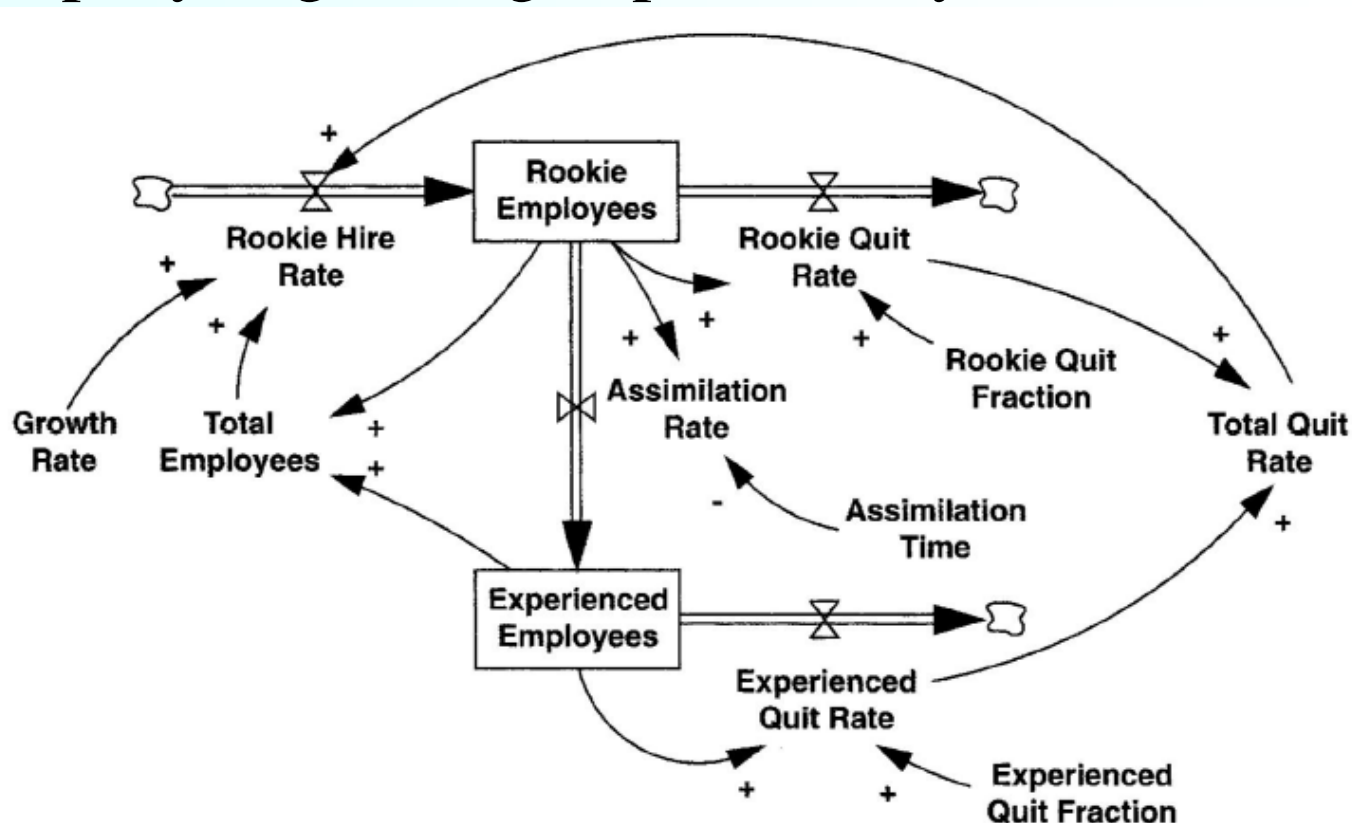 +
Rookie
Employees
Rookie Hire
Rate
Rookie Quit
Rate
+
+
+
+
+
+
Rookie Quit
Fraction
Assimilation
Rate
Growth
Rate
Total
Employees
+
+
Total Quit
Rate
-
Assimilation
Time
+
Experienced
Employees
Experienced
Quit Rate
+
+
Experienced
Quit Fraction